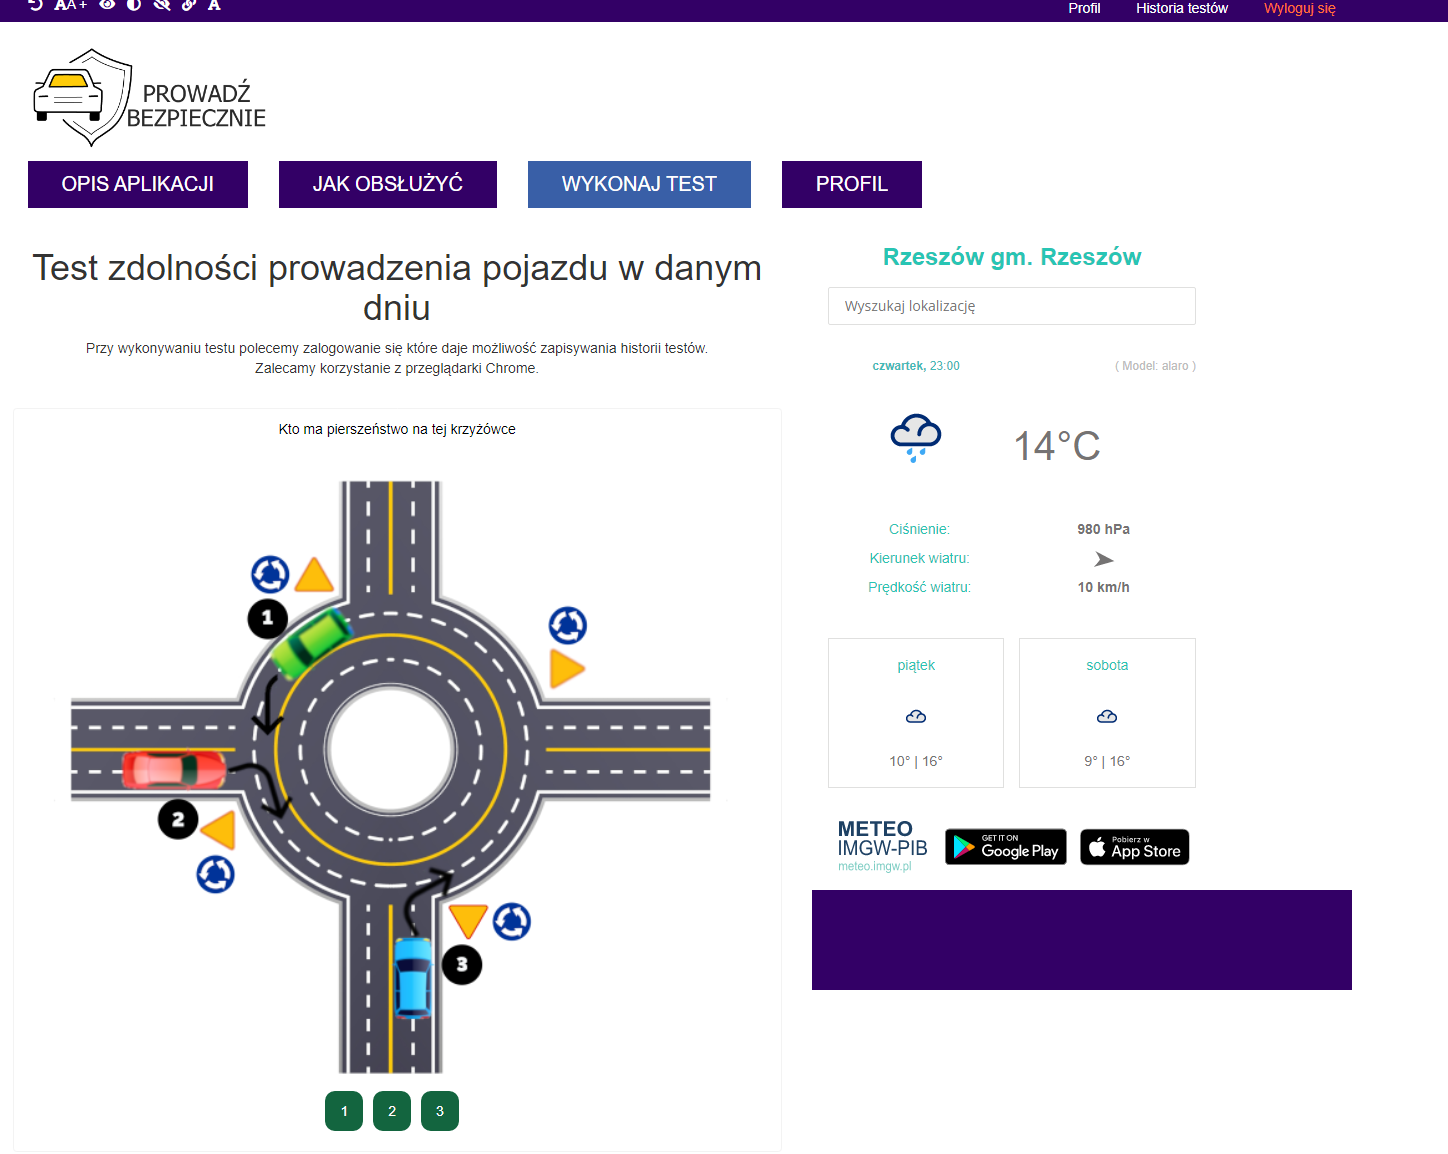 AA+ A
Profil Historia testów Wyloguj się
PROWADŹ
BEZPIECZNIE
OPIS APLIKACJI JAK OBSŁUŻYĆ WYKONAJ TEST PROFIL
Test zdolności prowadzenia pojazdu w danym
dniu
Przy wykonywaniu testu polecemy zalogowanie się które daje możliwość zapisywania historii testów.
Zalecamy korzystanie z przeglądarki Chrome.
Kto ma pierszeństwo na tej krzyżówce
1
2
3
1 2 3
Rzeszów gm. Rzeszów
Wyszukaj lokalizację
czwartek, 23:00 ( Model: alaro )
14°C
Ciśnienie: 980 hPa
Kierunek wiatru:
Prędkość wiatru: 10 km/h
piątek sobota
10° | 16° 9° | 16°
METEO
IMGW-PIB
meteo.imgw.pl
GET IT ON
Google Play
Pobierz w
App Store